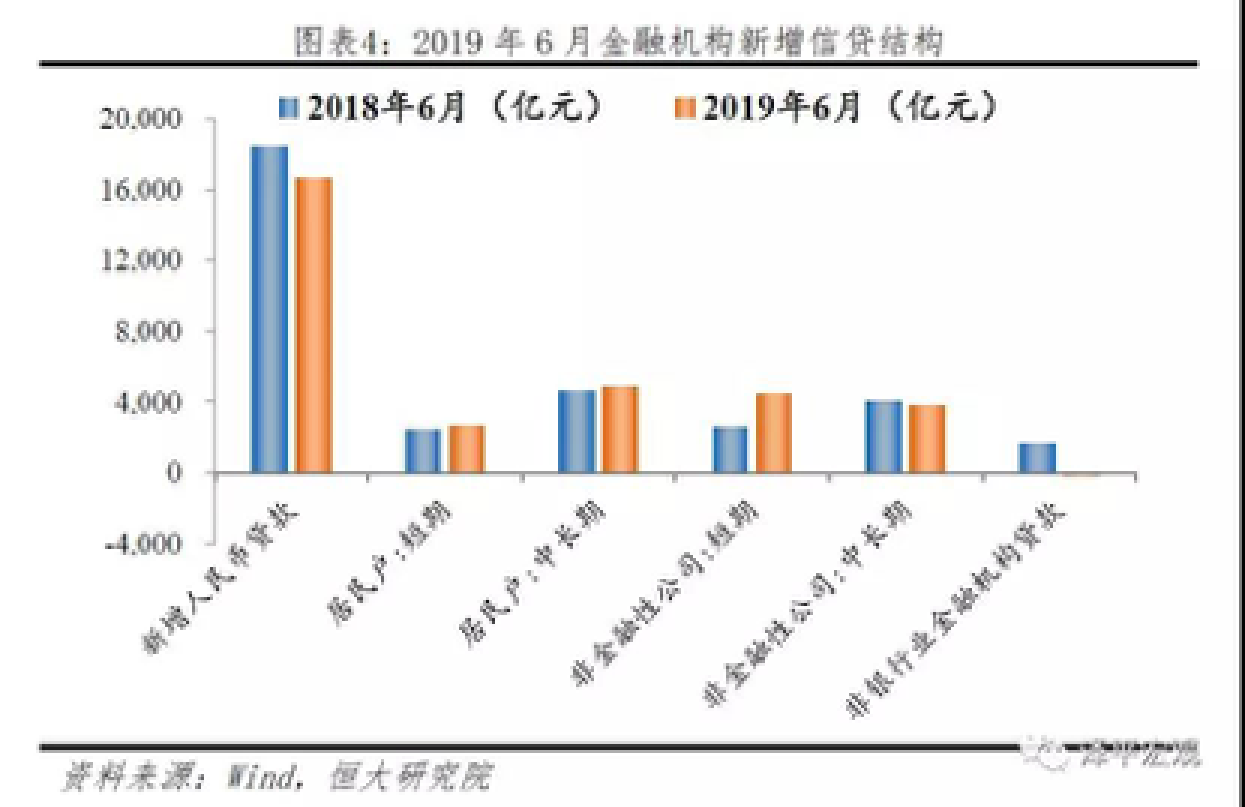 图表4：2019 年 6 月金融机构新增信贷结构
2018年6月（亿元）
2019年6月（亿元）
20,000
16,000
12,000
8,000
4,000
0
-4,000
新增人民币贷款
居民户:短期
居民户:中长期
非金融性公司:短期
非金融性公司:中长期
非银行业金融机构贷款
资料来源：Wind，恒大研究院